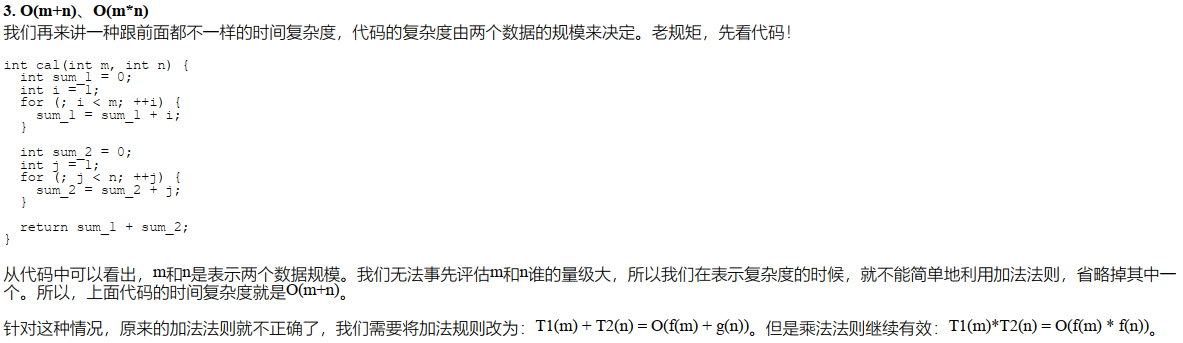 3. O(m+n)、O(m*n)
我们再来讲一种跟前面都不一样的时间复杂度，代码的复杂度由两个数据的规模来决定。老规矩，先看代码！
int cal(int m, int n) {
  int sum_1 = 0;
  int i = 1;
  for (; i < m; ++i) {
    sum_1 = sum_1 + i;
  }
  int sum_2 = 0;
  int j = 1;
  for (; j < n; ++j) {
    sum_2 = sum_2 + j;
  }
  return sum_1 + sum_2;
}
从代码中可以看出，m和n是表示两个数据规模。我们无法事先评估m和n谁的量级大，所以我们在表示复杂度的时候，就不能简单地利用加法法则，省略掉其中一
个。所以，上面代码的时间复杂度就是O(m+n)。
针对这种情况，原来的加法法则就不正确了，我们需要将加法规则改为：T1(m) + T2(n) = O(f(m) + g(n))。但是乘法法则继续有效：T1(m)*T2(n) = O(f(m) * f(n))。